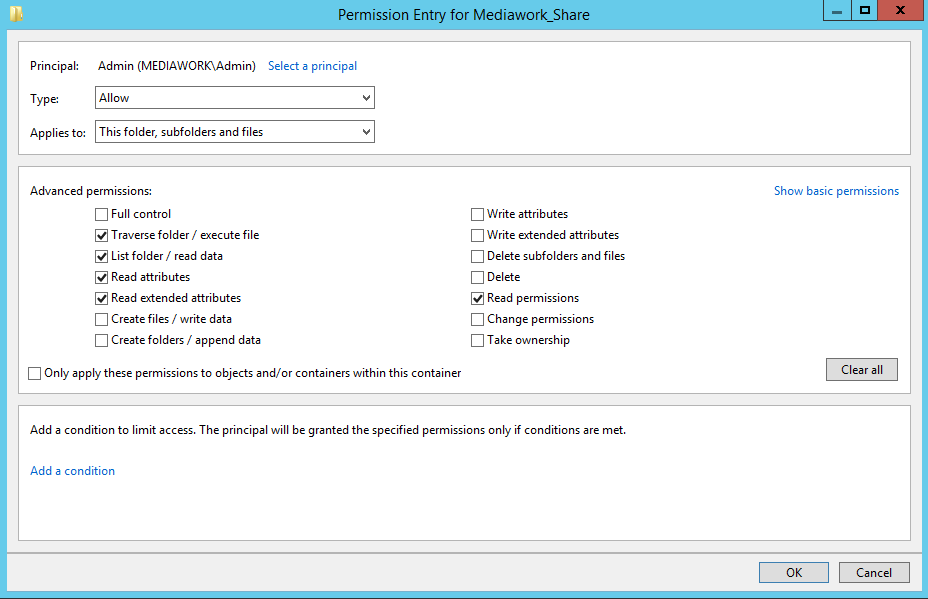 Permission Entry for Mediawork_Share
Principal: Admin (MEDIAWORK\Admin) Select a principal
Type: Allow
Applies to: This folder, subfolders and files
Advanced permissions: Show basic permissions
Full control
Traverse folder / execute file
List folder / read data
Read attributes
Read extended attributes
Create files / write data
Create folders / append data
Write attributes
Write extended attributes
Delete subfolders and files
Delete
Read permissions
Change permissions
Take ownership
Only apply these permissions to objects and/or containers within this container
Clear all
Add a condition to limit access. The principal will be granted the specified permissions only if conditions are met.
Add a condition
OK Cancel